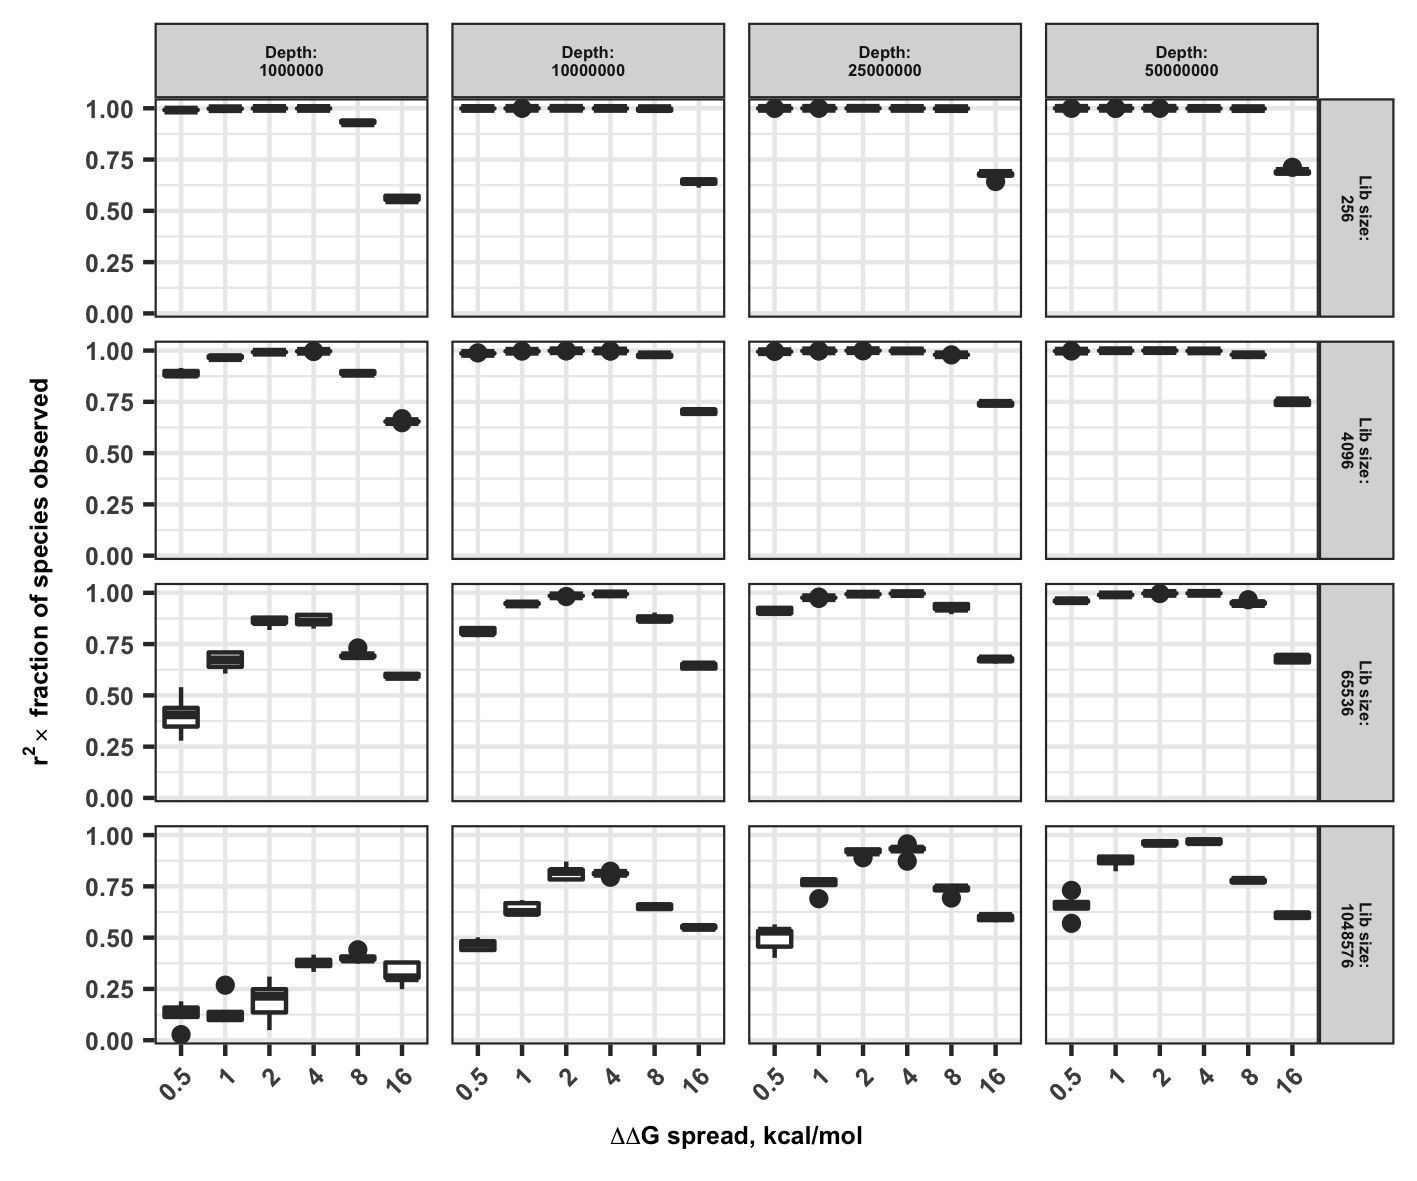 Depth:
1000000
Depth:
10000000
Depth:
25000000
Depth:
50000000
1.00
0.75
0.50
0.25
0.00
Lib size:
256
1.00
0.75
0.50
0.25
0.00
Lib size:
4096
1.00
0.75
0.50
0.25
0.00
Lib size:
65536
1.00
0.75
0.50
0.25
0.00
Lib size:
1048576
r² × fraction of species observed
0.5 1 2 4 8 16
0.5 1 2 4 8 16
0.5 1 2 4 8 16
0.5 1 2 4 8 16
ΔΔG spread, kcal/mol